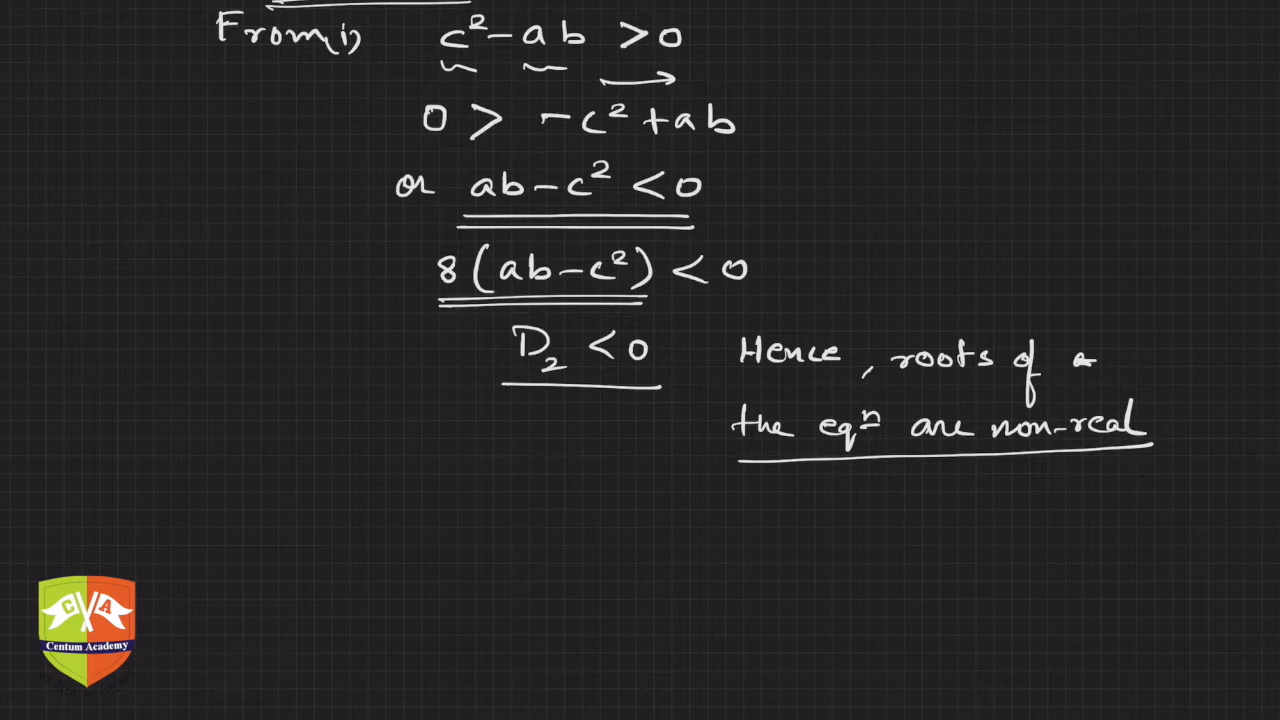 From (1) c² - ab > 0
0 > -c² + ab
or ab - c² < 0
8(ab - c²) < 0
D₂ < 0
Hence, roots of
the eqⁿ are non-real
C A
Centum Academy